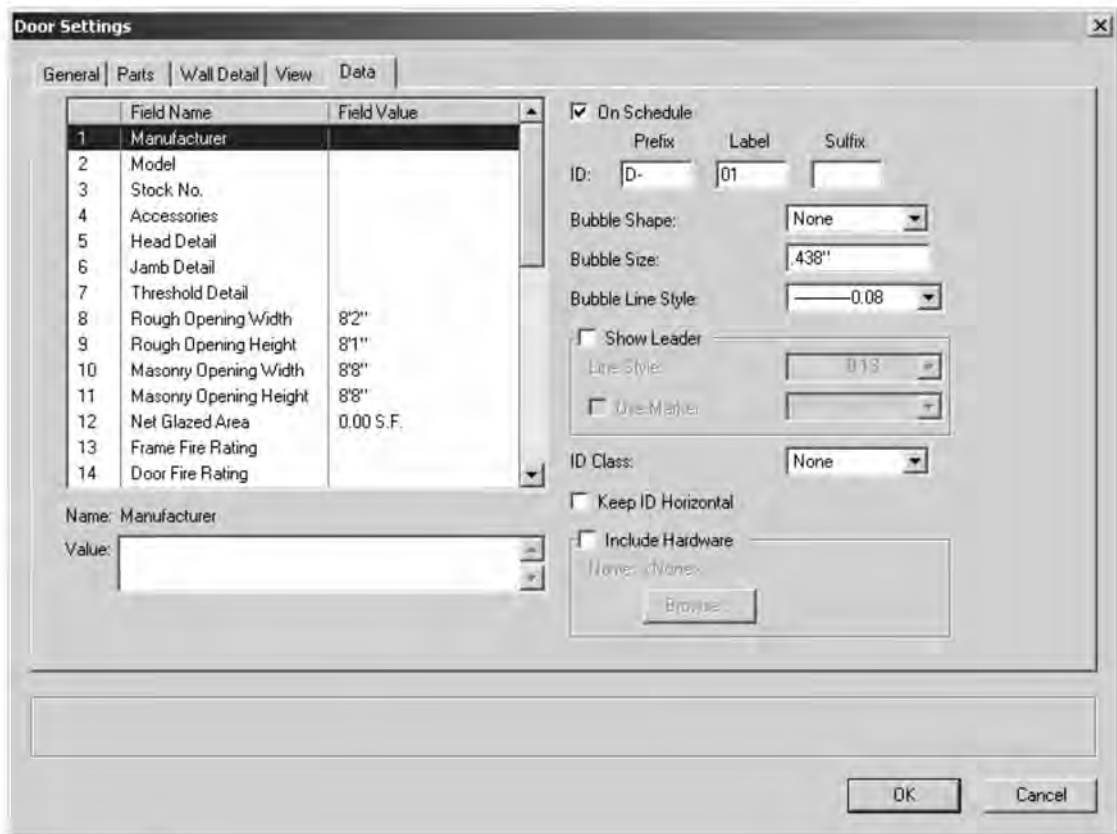 Door Settings
General Parts Wall Detail View Data
Field Name Field Value
1 Manufacturer
2 Model
3 Stock No.
4 Accessories
5 Head Detail
6 Jamb Detail
7 Threshold Detail
8 Rough Opening Width 8'2"
9 Rough Opening Height 8'1"
10 Masonry Opening Width 8'8"
11 Masonry Opening Height 8'8"
12 Net Glazed Area 0.00 S.F.
13 Frame Fire Rating
14 Door Fire Rating
Name: Manufacturer
Value:
On Schedule
Prefix Label Suffix
ID: D- 01
Bubble Shape: None
Bubble Size: .438"
Bubble Line Style: 0.08
Show Leader
Line Style: 0.13
Use Marker
ID Class: None
Keep ID Horizontal
Include Hardware
Name: <None>
Browse...
OK Cancel